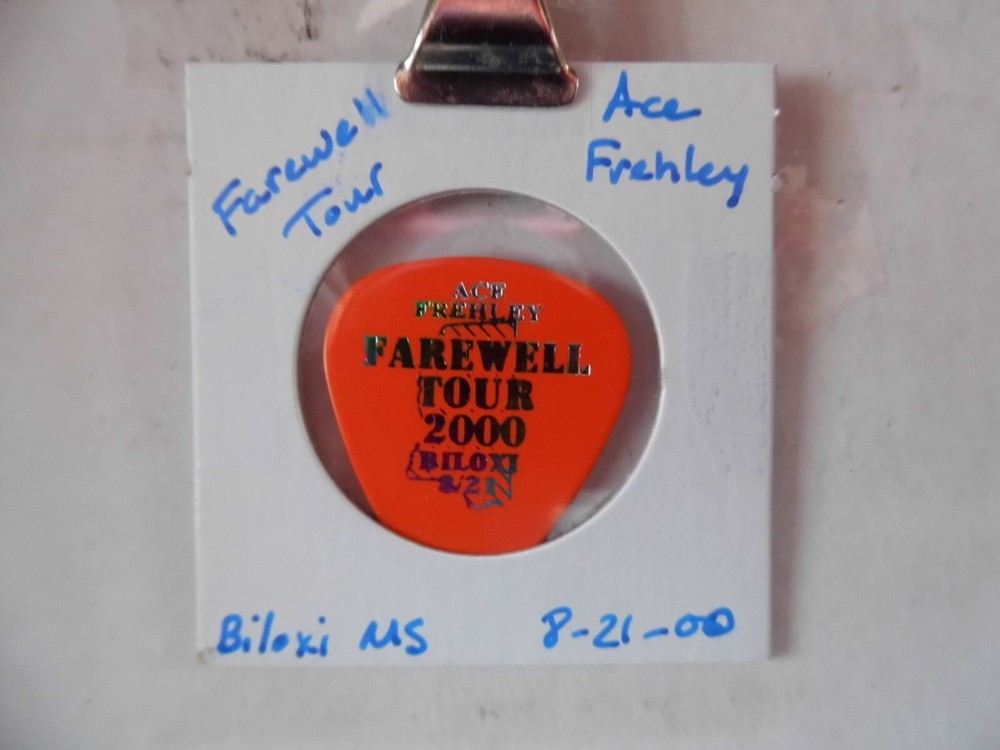 Farewell
Tour
Ace
Frehley
ACE
FREHLEY
FAREWELL
TOUR
2000
BILOXI
8/21
Biloxi MS
8-21-00